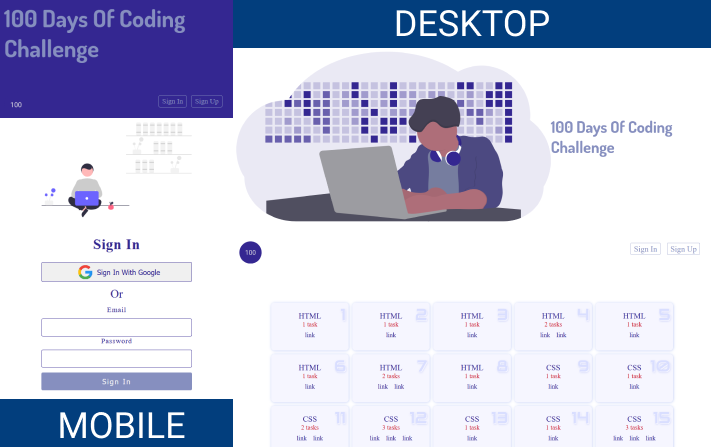 100 Days Of Coding
Challenge
100
Sign In
Sign Up
Sign In
Sign In With Google
Or
Email
Password
Sign In
MOBILE
DESKTOP
100 Days Of Coding
Challenge
100
Sign In
Sign Up
1
HTML
1 task
link
2
HTML
1 task
link
3
HTML
1 task
link
4
HTML
2 tasks
link link
5
HTML
1 task
link
6
HTML
1 task
link
7
HTML
2 tasks
link link
8
HTML
1 task
link
9
CSS
1 task
link
10
CSS
1 task
link
11
CSS
2 tasks
link link
12
CSS
3 tasks
link link link
13
CSS
1 task
link
14
CSS
1 task
link
15
CSS
3 tasks
link link link